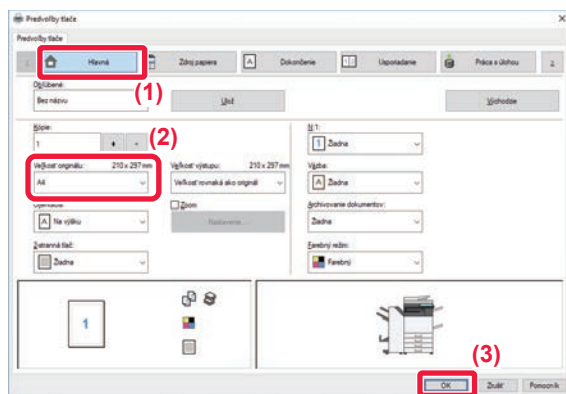 Predvoľby tlače
Predvoľby tlače
Hlavná
Zdroj papiera
Dokončenie
Usporiadanie
Práca s úlohou
2
Obľúbené:
Bez názvu
(1)
Ulož
Východzie
Kópie:
1
+ -
(2)
Veľkosť originálu: 210 x 297 mm
A4
Veľkosť výstupu: 210 x 297 mm
Veľkosť rovnaká ako originál
Orientácia:
Na výšku
Zoom
Nastavenie...
2-stranná tlač:
Žiadna
N:1:
Žiadna
Väzba:
Žiadna
Archivovanie dokumentov:
Žiadna
Farebný režim:
Farebný
1
(3)
OK
Zrušiť
Pomocník